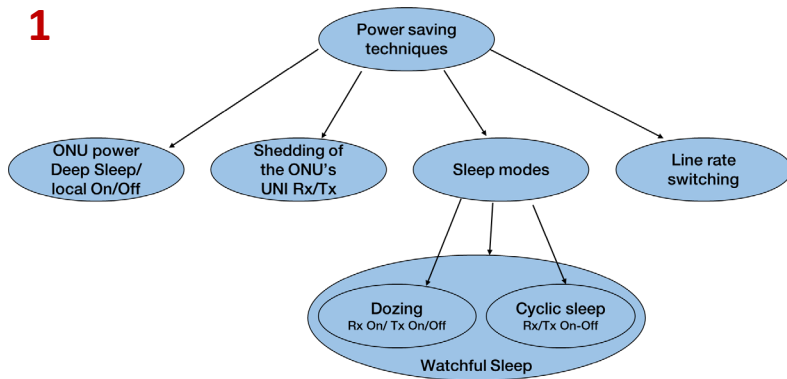 1
Power saving
techniques
ONU power
Deep Sleep/
local On/Off
Shedding of
the ONU's
UNI Rx/Tx
Sleep modes
Line rate
switching
Dozing
Rx On/ Tx On/Off
Cyclic sleep
Rx/Tx On-Off
Watchful Sleep